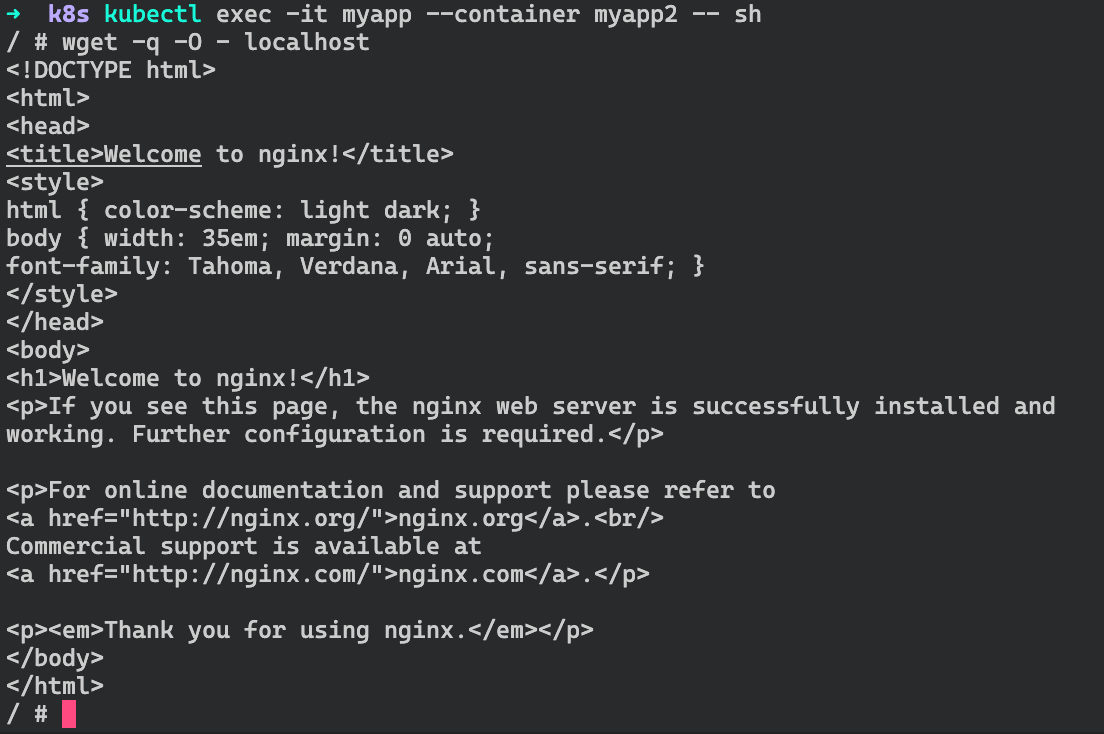 → k8s kubectl exec -it myapp --container myapp2 -- sh
/ # wget -q -O - localhost
<!DOCTYPE html>
<html>
<head>
<title>Welcome to nginx!</title>
<style>
html { color-scheme: light dark; }
body { width: 35em; margin: 0 auto;
font-family: Tahoma, Verdana, Arial, sans-serif; }
</style>
</head>
<body>
<h1>Welcome to nginx!</h1>
<p>If you see this page, the nginx web server is successfully installed and
working. Further configuration is required.</p>

<p>For online documentation and support please refer to
<a href="http://nginx.org/">nginx.org</a>.<br/>
Commercial support is available at
<a href="http://nginx.com/">nginx.com</a>.</p>

<p><em>Thank you for using nginx.</em></p>
</body>
</html>
/ #